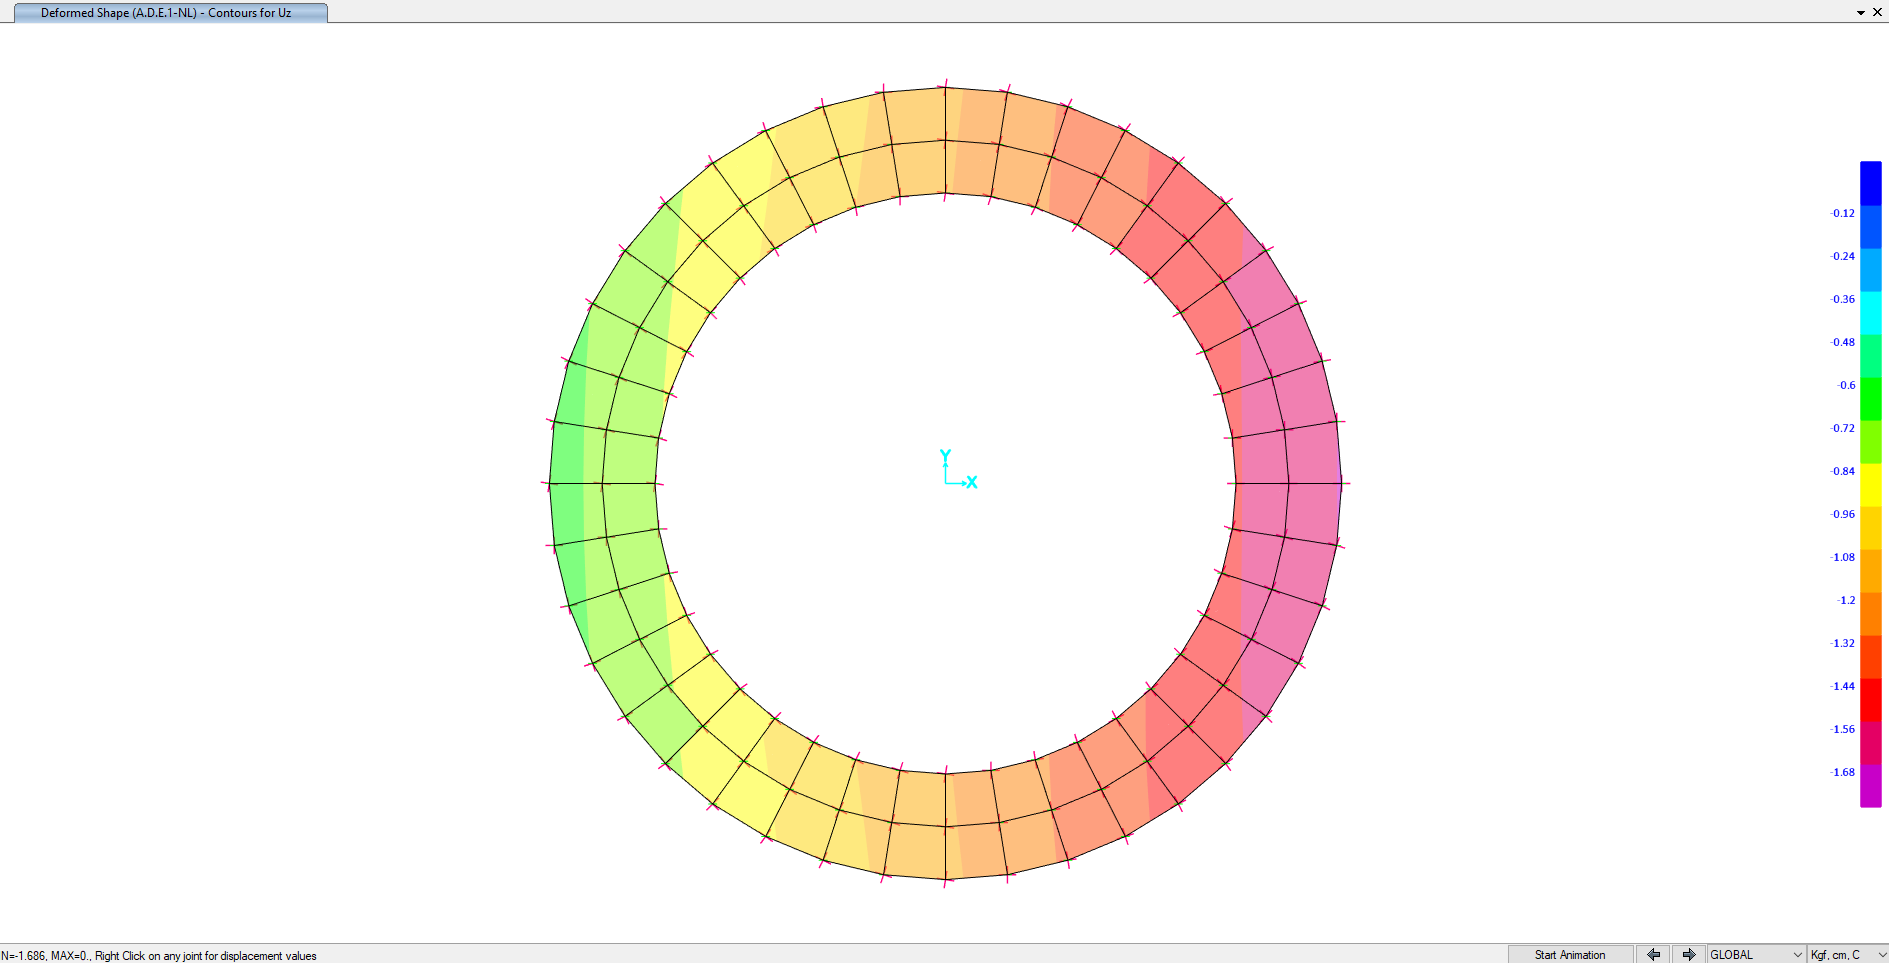 Deformed Shape (A.D.E.1-NL) - Contours for Uz
Y
X
-0.12
-0.24
-0.36
-0.48
-0.6
-0.72
-0.84
-0.96
-1.08
-1.2
-1.32
-1.44
-1.56
-1.68
N=-1.686, MAX=0., Right Click on any joint for displacement values
Start Animation
GLOBAL
Kgf, cm, C